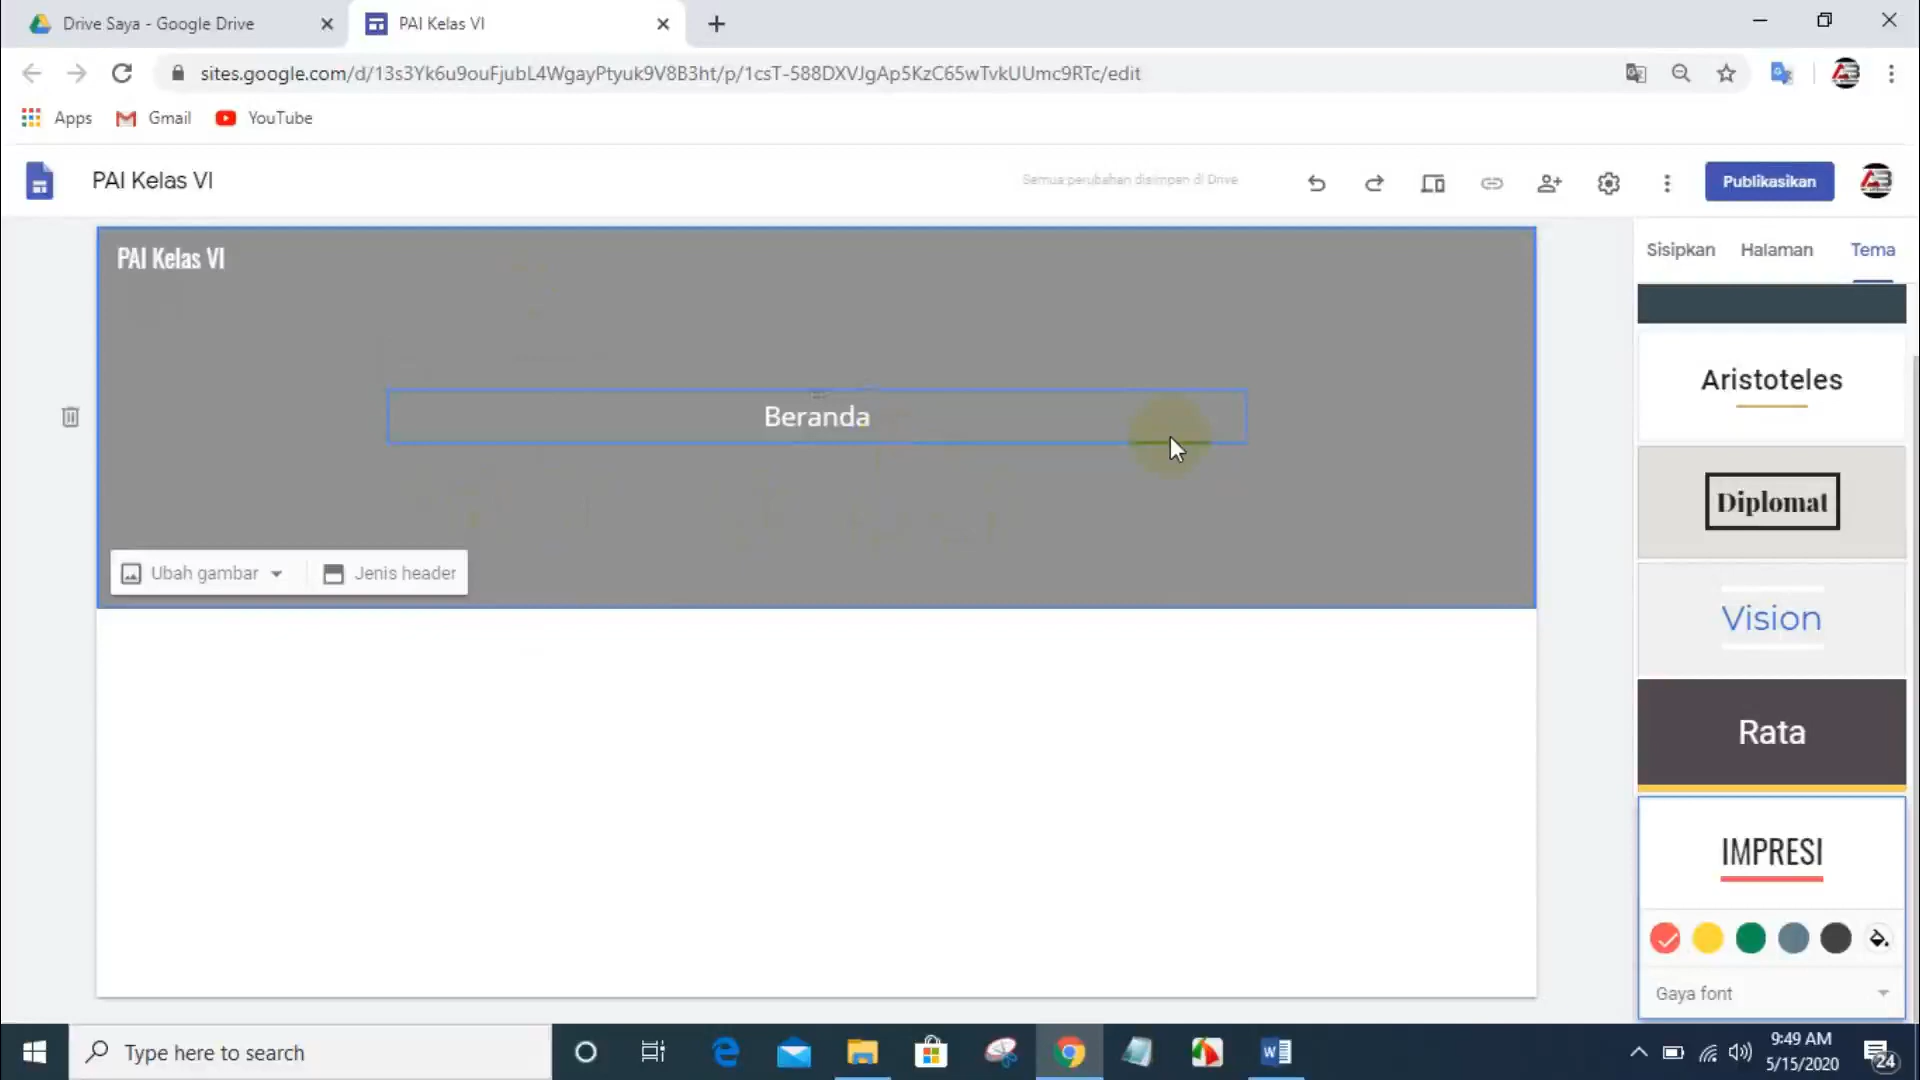 Drive Saya - Google Drive
PAI Kelas VI
sites.google.com/d/13s3Yk6u9ouFjubL4WgayPtyuk9V8B3ht/p/1csT-588DXVJgAp5KzC65wTvkUUmc9RTc/edit
Apps
Gmail
YouTube
PAI Kelas VI
Semua perubahan disimpan di Drive
Publikasikan
PAI Kelas VI
Beranda
Ubah gambar
Jenis header
Sisipkan
Halaman
Tema
Aristoteles
Diplomat
Vision
Rata
IMPRESI
Gaya font
Type here to search
9:49 AM
5/15/2020
24